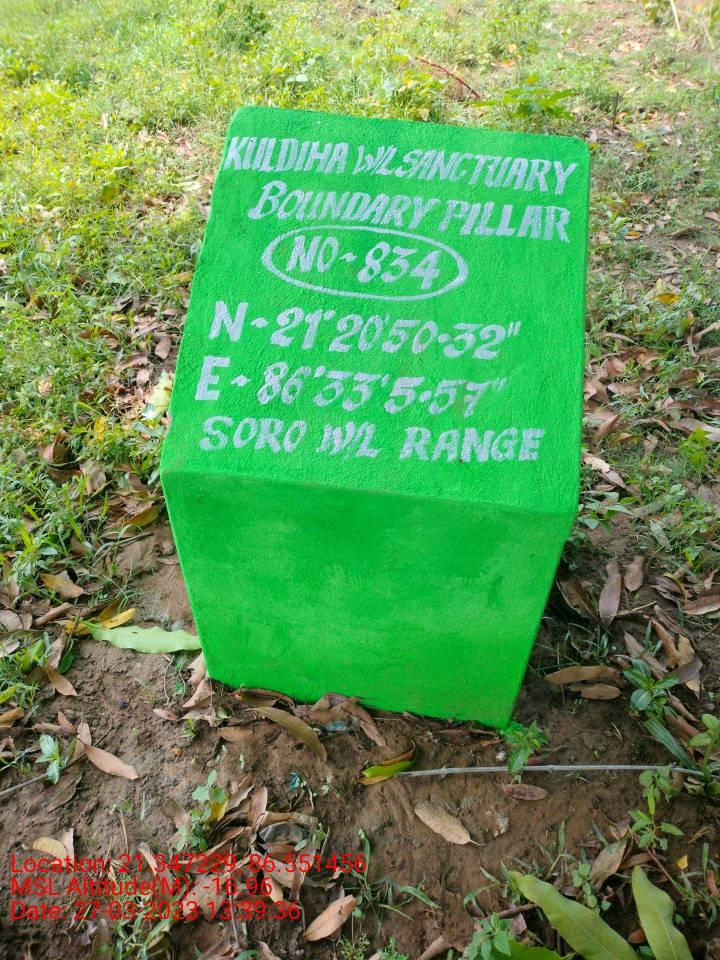 KULDIHA W/L SANCTUARY
BOUNDARY PILLAR
NO-834
N-21°20'50.32"
E-86°33'5.57"
SORO W/L RANGE
Location: 21.347229, 86.551456
MSL Altitude(M): -16.96
Date: 27-03-2023 13:39:36